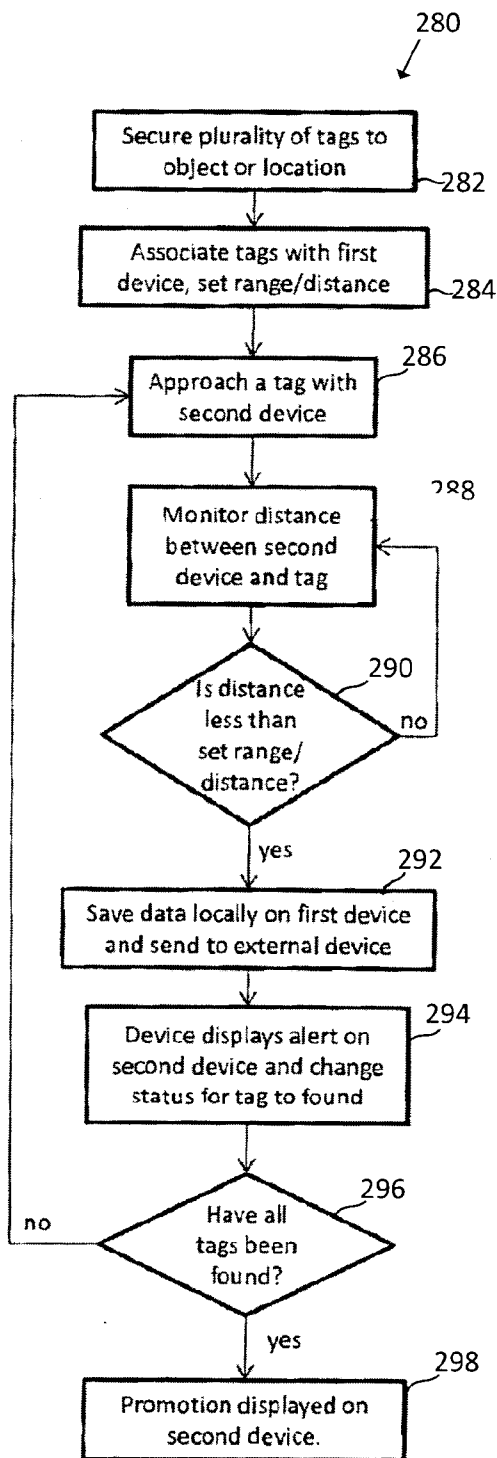 280
Secure plurality of tags to
object or location
282
Associate tags with first
device, set range/distance
284
286
Approach a tag with
second device
288
Monitor distance
between second
device and tag
290
Is distance
less than
set range/
distance?
no
yes
292
Save data locally on first device
and send to external device
294
Device displays alert on
second device and change
status for tag to found
296
Have all
tags been
found?
no
yes
298
Promotion displayed on
second device.